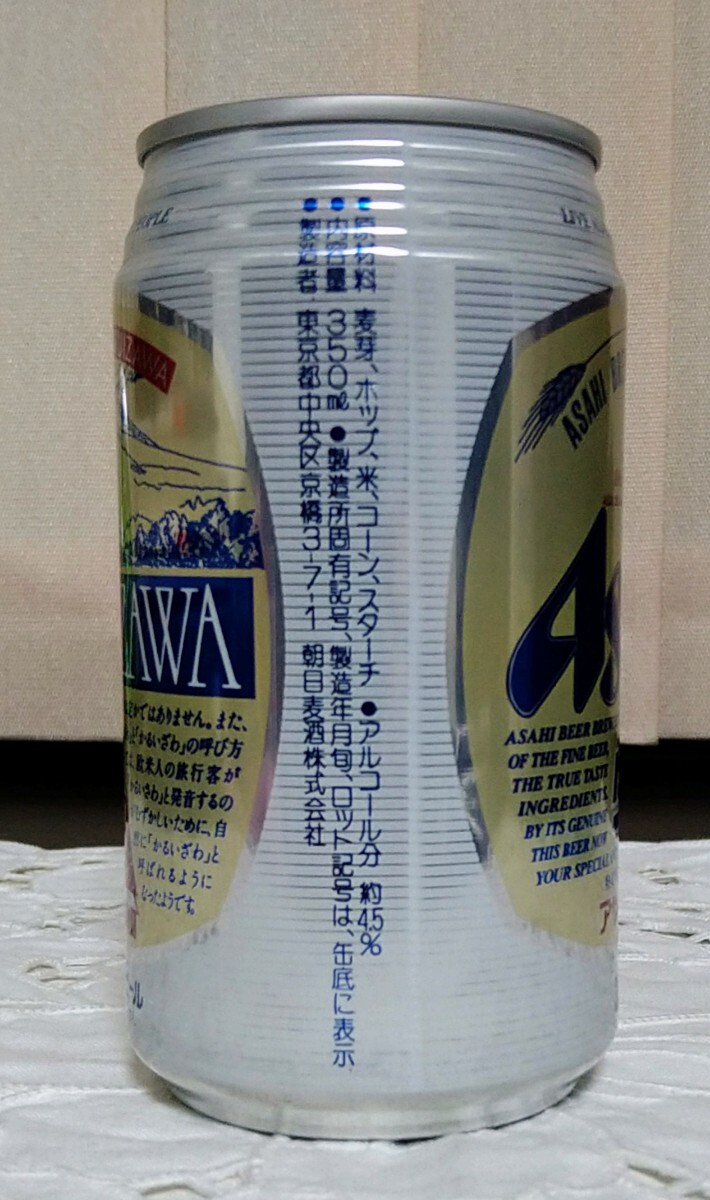 ●原材料 麦芽、ホップ、米、コーン、スターチ ●アルコール分 約4.5%
●内容量 350㎖ ●製造所固有記号、製造年月旬、ロット記号は、缶底に表示
●製造者 東京都中央区京橋3-7-1 朝日麦酒株式会社
ではありません。また、
「かるいざわ」の呼び方
欧米人の旅行客が
と発音するの
ずかしいために、自
に「かるいざわ」と
呼ばれるように
なったようです。
LIVE
ASAHI
ASAHI BEER
OF THE FINE BEER,
THE TRUE TASTE
INGREDIENTS,
BY ITS GENUINE
THIS BEER NOW
YOUR SPECIAL